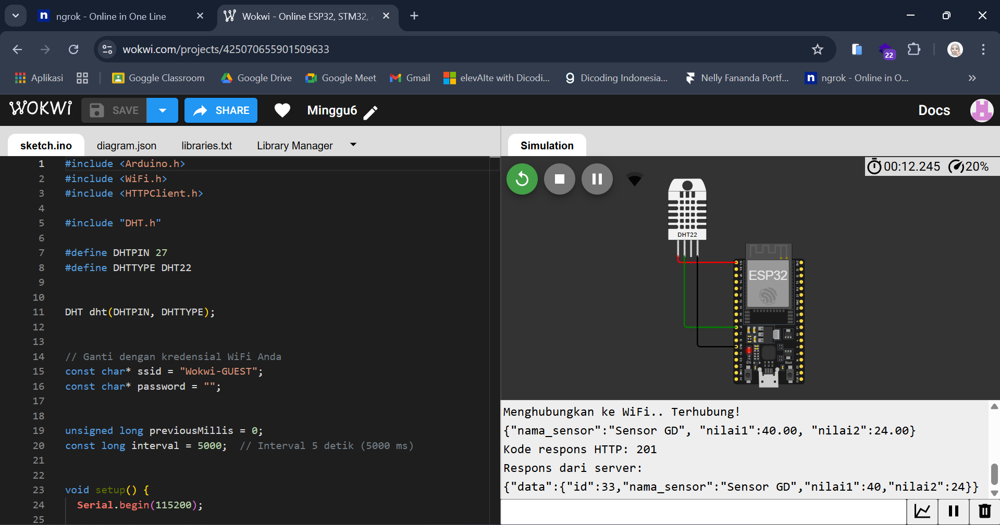 ngrok - Online in One Line
Wokwi - Online ESP32, STM32,
wokwi.com/projects/425070655901509633
22
Aplikasi
Goggle Classroom
Google Drive
Google Meet
Gmail
elevAIte with Dicodi...
Dicoding Indonesia...
Nelly Fananda Portf...
ngrok - Online in O...
WOKWi
SAVE
SHARE
Minggu6
Docs
sketch.ino
diagram.json
libraries.txt
Library Manager
1 #include <Arduino.h>
2 #include <WiFi.h>
3 #include <HTTPClient.h>
4
5 #include "DHT.h"
6
7 #define DHTPIN 27
8 #define DHTTYPE DHT22
9
10
11 DHT dht(DHTPIN, DHTTYPE);
12
13
14 // Ganti dengan kredensial WiFi Anda
15 const char* ssid = "Wokwi-GUEST";
16 const char* password = "";
17
18
19 unsigned long previousMillis = 0;
20 const long interval = 5000;  // Interval 5 detik (5000 ms)
21
22
23 void setup() {
24 Serial.begin(115200);
25
Simulation
00:12.245
20%
DHT22
ESP32
EN
Boot
Menghubungkan ke WiFi.. Terhubung!
{"nama_sensor":"Sensor GD", "nilai1":40.00, "nilai2":24.00}
Kode respons HTTP: 201
Respons dari server:
{"data":{"id":33,"nama_sensor":"Sensor GD","nilai1":40,"nilai2":24}}